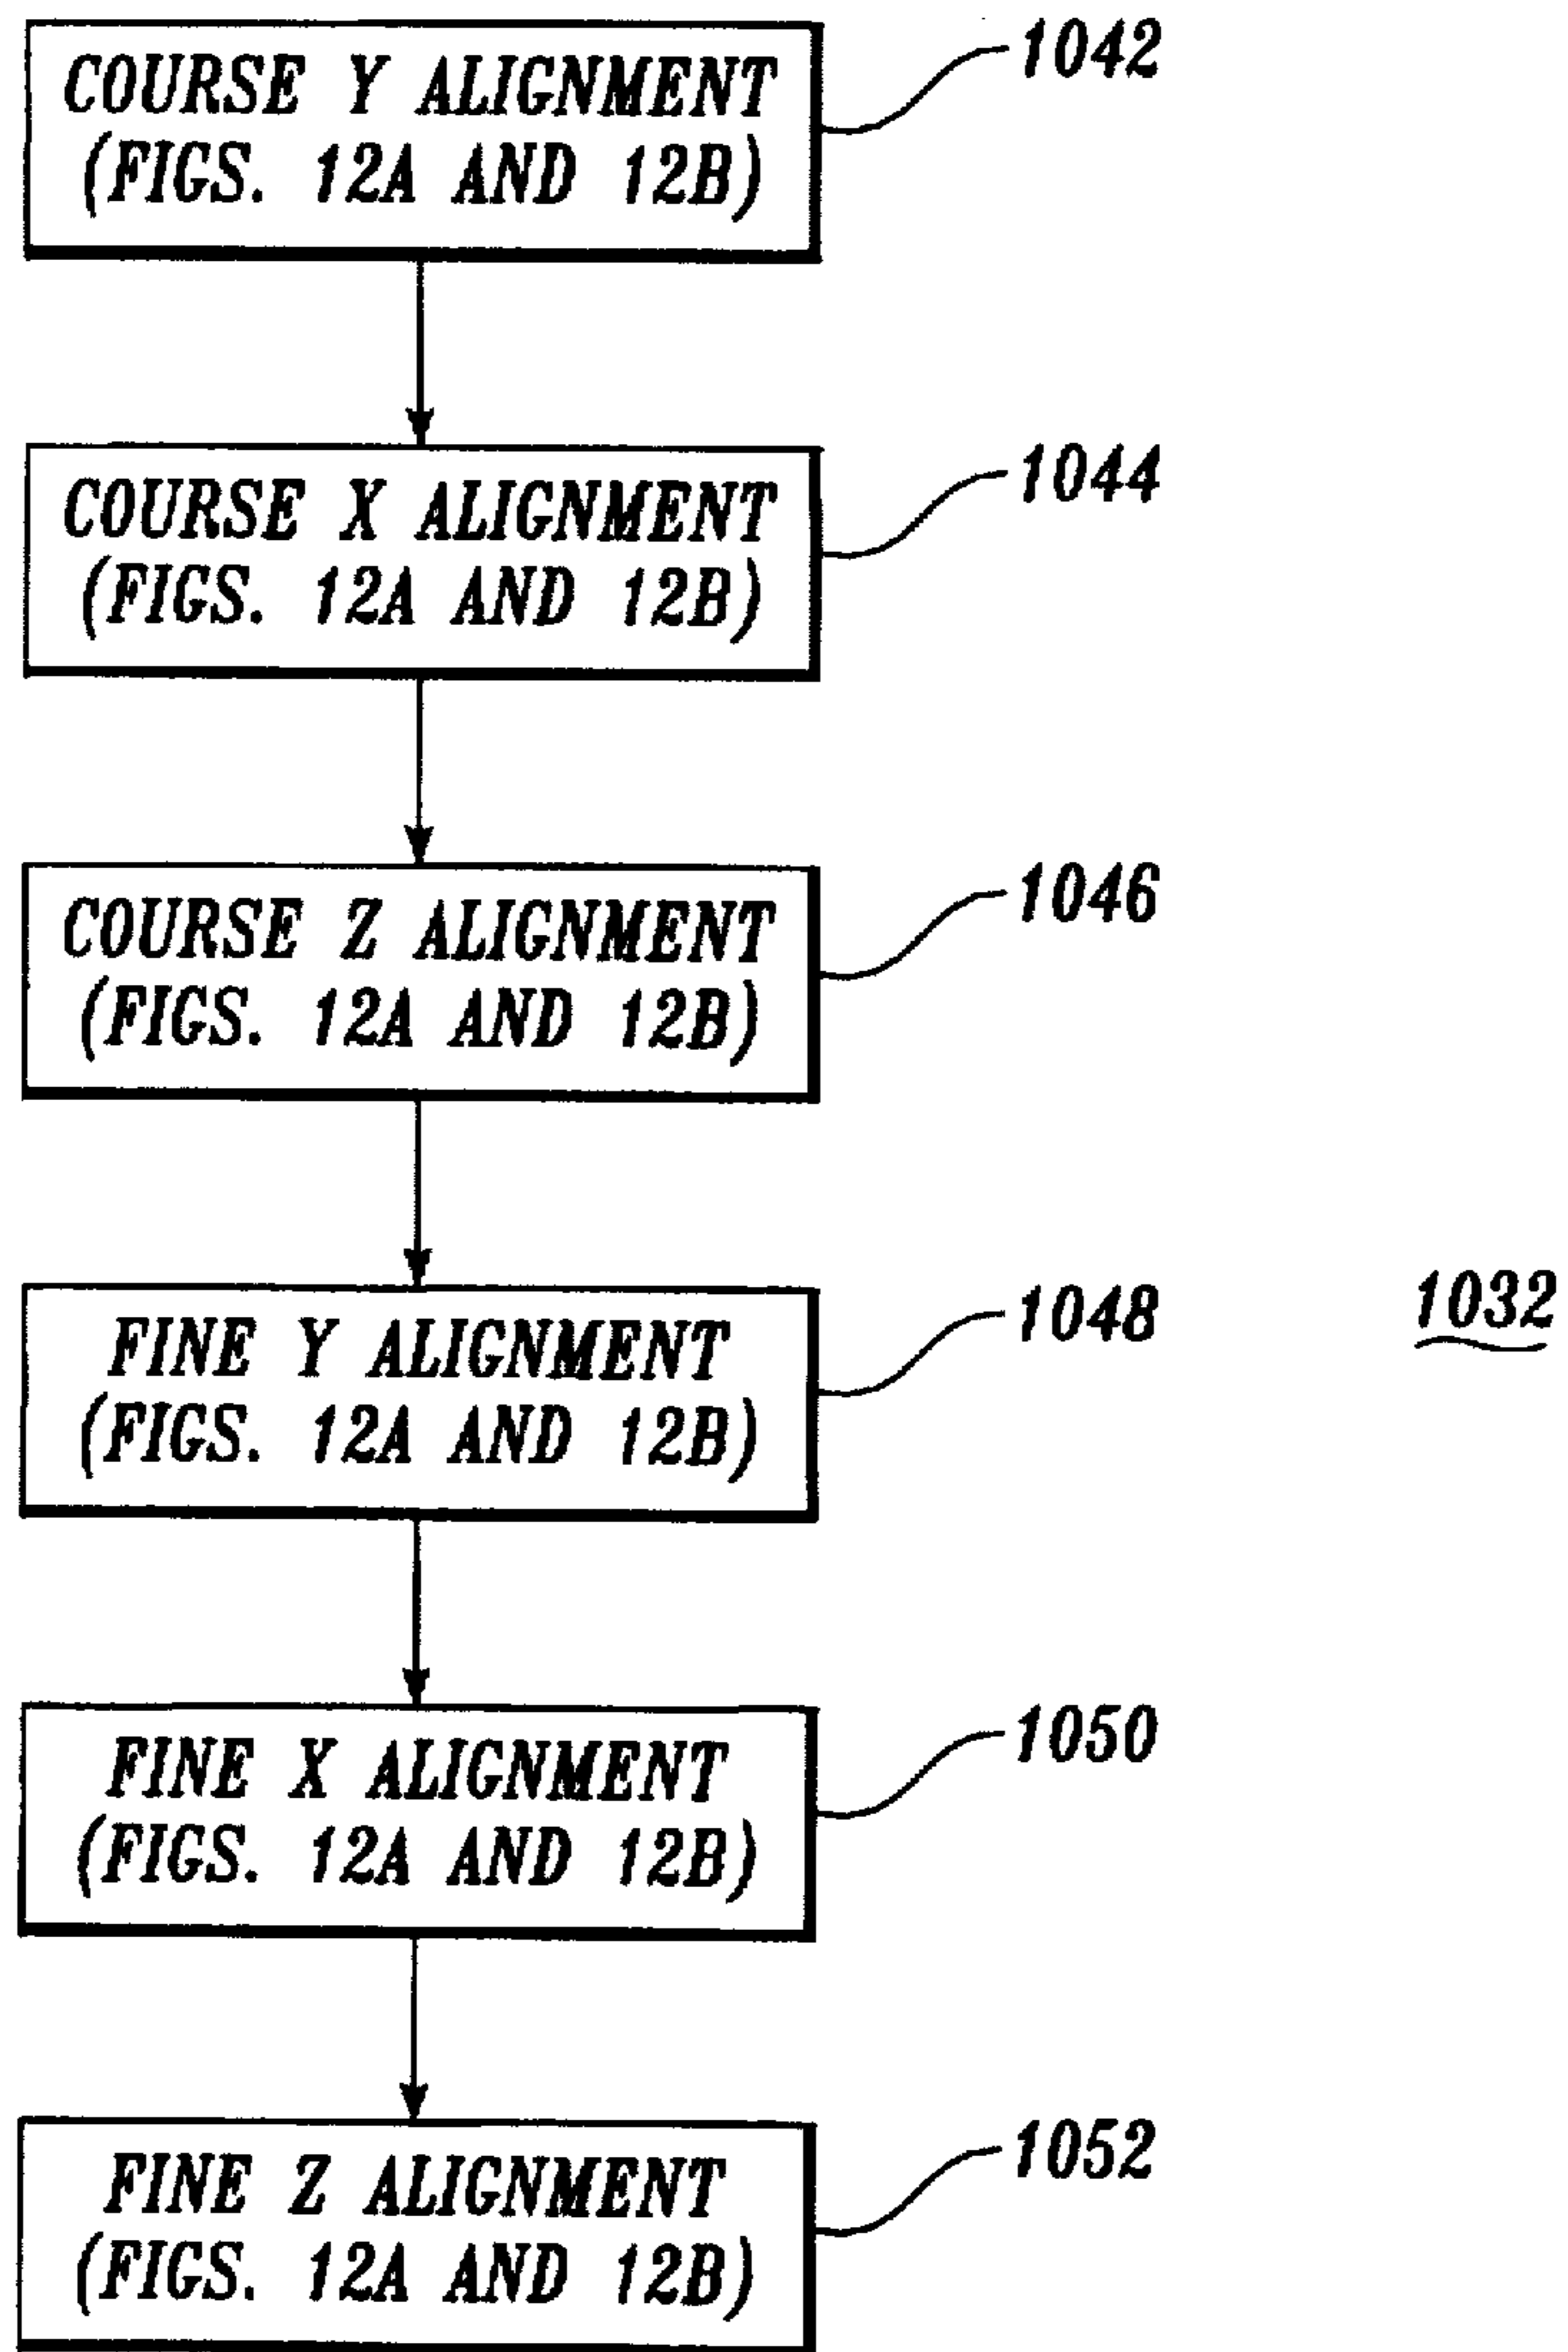 COURSE Y ALIGNMENT
(FIGS. 12A AND 12B)
1042
COURSE X ALIGNMENT
(FIGS. 12A AND 12B)
1044
COURSE Z ALIGNMENT
(FIGS. 12A AND 12B)
1046
FINE Y ALIGNMENT
(FIGS. 12A AND 12B)
1048
1032
FINE X ALIGNMENT
(FIGS. 12A AND 12B)
1050
FINE Z ALIGNMENT
(FIGS. 12A AND 12B)
1052